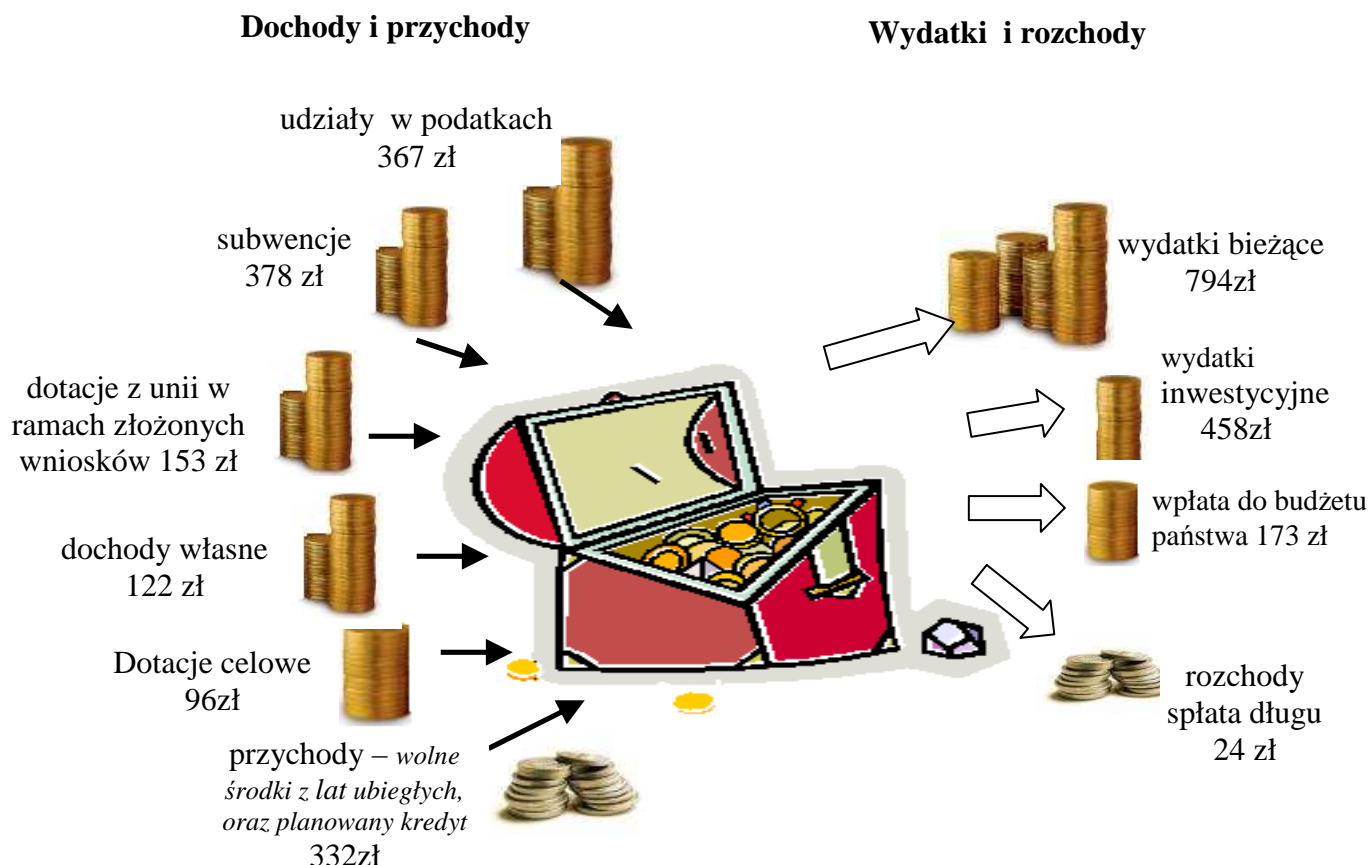 Dochody i przychody
Wydatki i rozchody
udziały w podatkach
367 zł
subwencje
378 zł
dotacje z unii w
ramach złożonych
wniosków 153 zł
dochody własne
122 zł
Dotacje celowe
96zł
przychody – wolne
środki z lat ubiegłych,
oraz planowany kredyt
332zł
wydatki bieżące
794zł
wydatki
inwestycyjne
458zł
wpłata do budżetu
państwa 173 zł
rozchody
spłata długu
24 zł